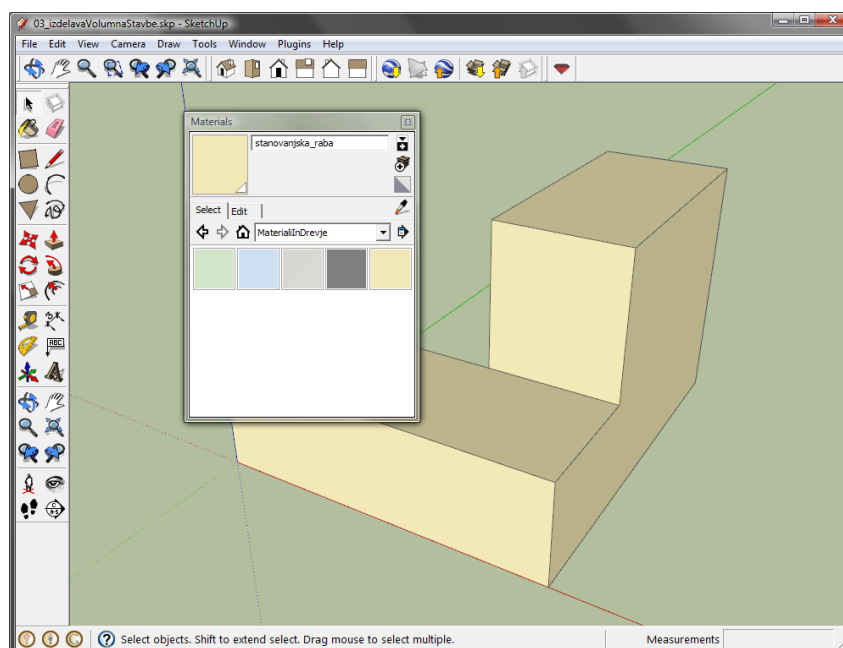 03_izdelavaVolumnaStavbe.skp - SketchUp
File Edit View Camera Draw Tools Window Plugins Help
Materials
stanovanjska_raba
Select Edit
MaterialiInDrevje
ABC
Select objects. Shift to extend select. Drag mouse to select multiple.
Measurements